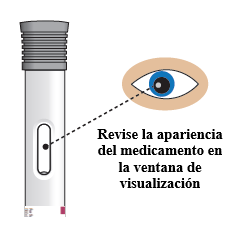 Revise la apariencia
del medicamento en
la ventana de
visualización